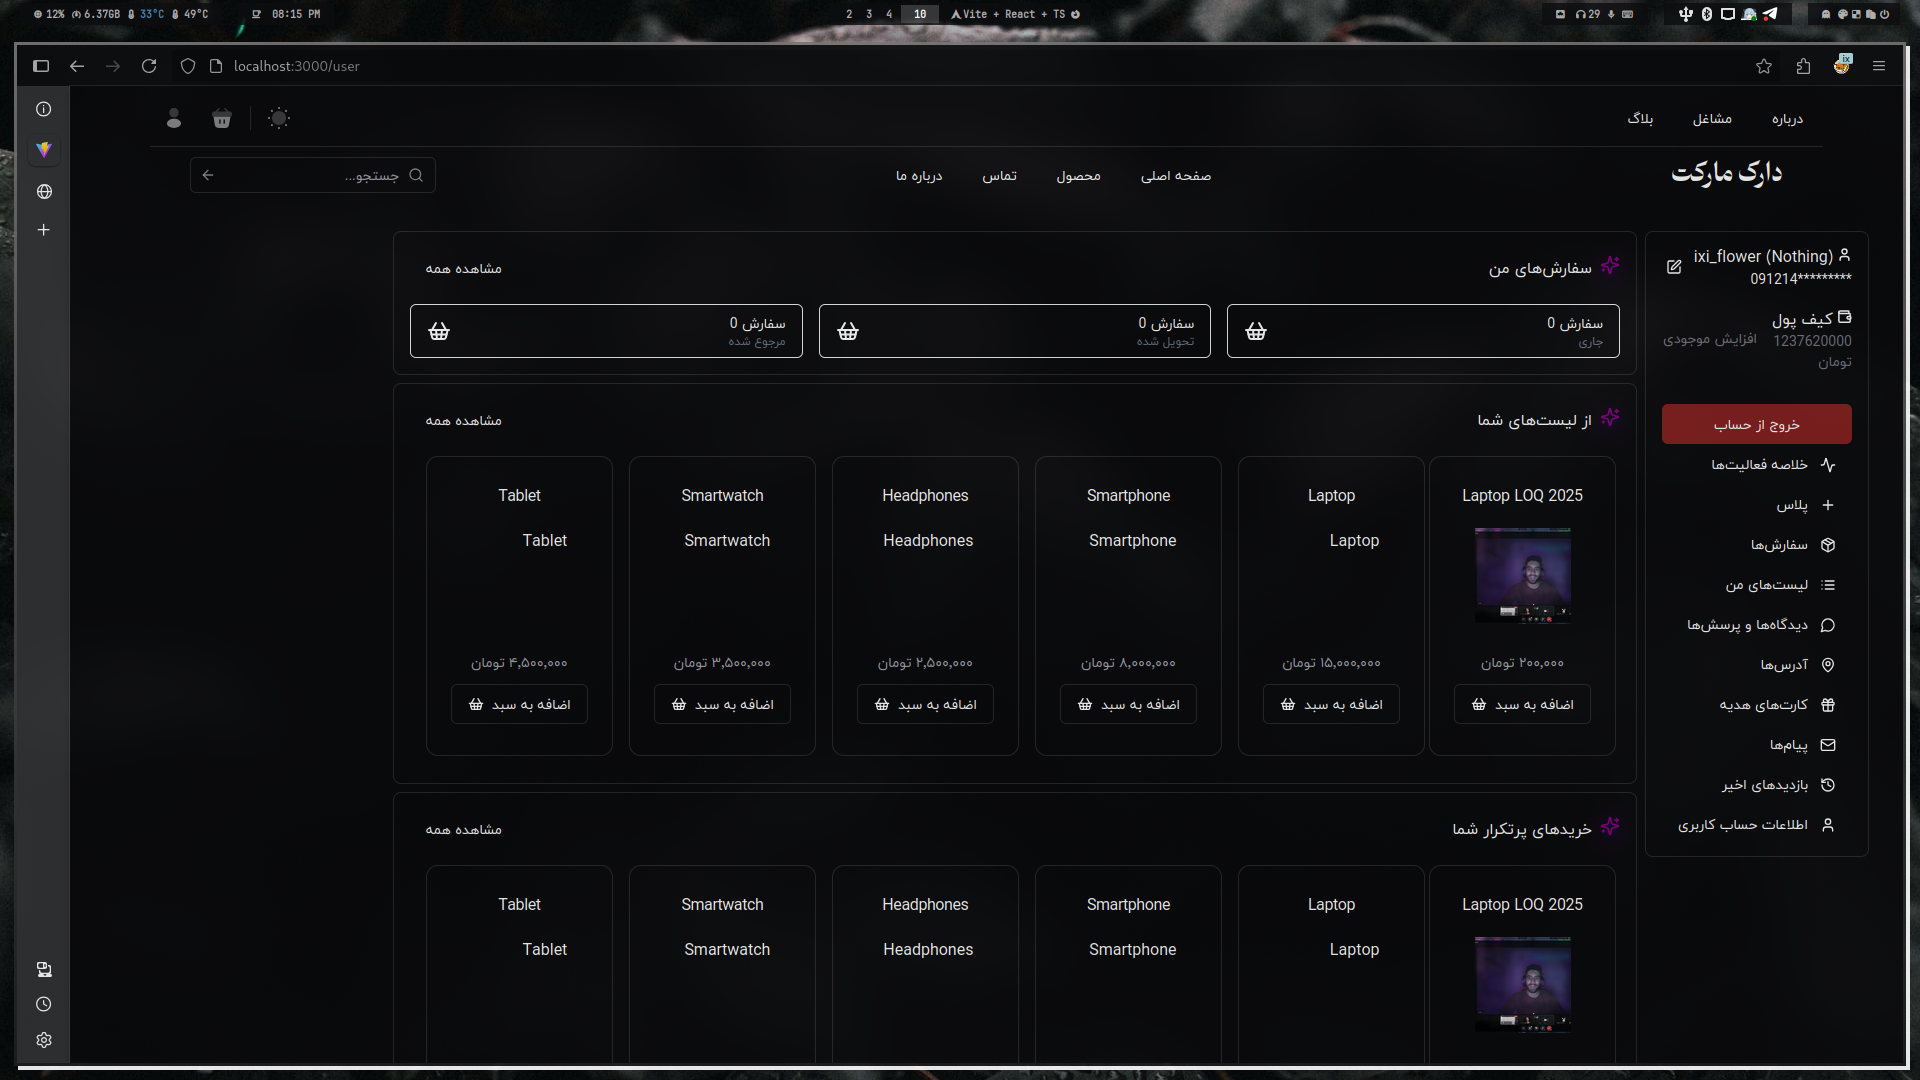 12% 6.37GB 33°C 49°C 08:15 PM
2 3 4 10 Vite + React + TS
29
localhost:3000/user
درباره مشاغل بلاگ
دارک مارکت
صفحه اصلی محصول تماس درباره ما
جستجو...
ixi_flower (Nothing)
091214*********
کیف پول
1237620000
تومان
افزایش موجودی
خروج از حساب
خلاصه فعالیت‌ها
پلاس
سفارش‌ها
لیست‌های من
دیدگاه‌ها و پرسش‌ها
آدرس‌ها
کارت‌های هدیه
پیام‌ها
بازدیدهای اخیر
اطلاعات حساب کاربری
سفارش‌های من
مشاهده همه
سفارش 0
جاری
سفارش 0
تحویل شده
سفارش 0
مرجوع شده
از لیست‌های شما
مشاهده همه
Laptop LOQ 2025
۲۰۰,۰۰۰ تومان
اضافه به سبد
Laptop
Laptop
۱۵,۰۰۰,۰۰۰ تومان
اضافه به سبد
Smartphone
Smartphone
۸,۰۰۰,۰۰۰ تومان
اضافه به سبد
Headphones
Headphones
۲,۵۰۰,۰۰۰ تومان
اضافه به سبد
Smartwatch
Smartwatch
۳,۵۰۰,۰۰۰ تومان
اضافه به سبد
Tablet
Tablet
۴,۵۰۰,۰۰۰ تومان
اضافه به سبد
خریدهای پرتکرار شما
مشاهده همه
Laptop LOQ 2025
Laptop
Laptop
Smartphone
Smartphone
Headphones
Headphones
Smartwatch
Smartwatch
Tablet
Tablet